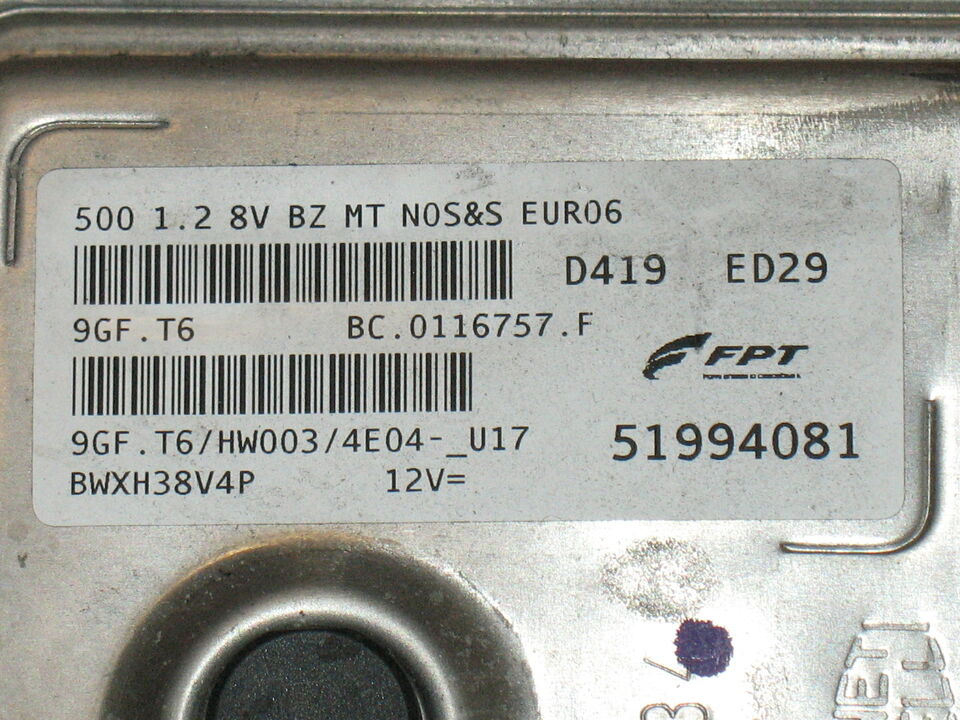 500 1.2 8V BZ MT NOS&S EURO6
D419 ED29
9GF.T6 BC.0116757.F
FPT
9GF.T6/HW003/4E04-_U17
51994081
BWXH38V4P 12V=